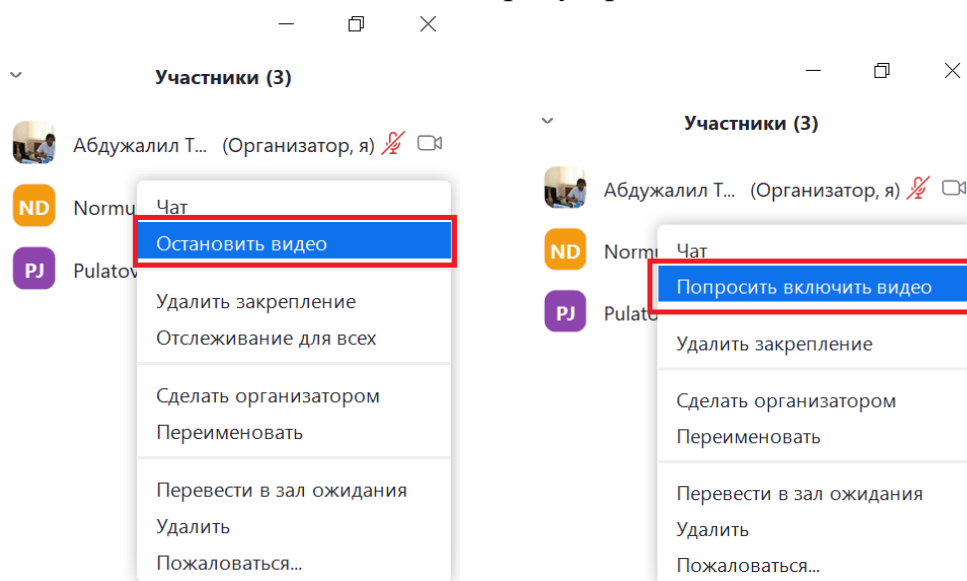 Участники (3)
Абдужалил Т... (Организатор, я)
ND Normu
Чат
Остановить видео
PJ Pulatov
Удалить закрепление
Отслеживание для всех
Сделать организатором
Переименовать
Перевести в зал ожидания
Удалить
Пожаловаться...
Участники (3)
Абдужалил Т... (Организатор, я)
ND Normu
Чат
Попросить включить видео
PJ Pulato
Удалить закрепление
Сделать организатором
Переименовать
Перевести в зал ожидания
Удалить
Пожаловаться...